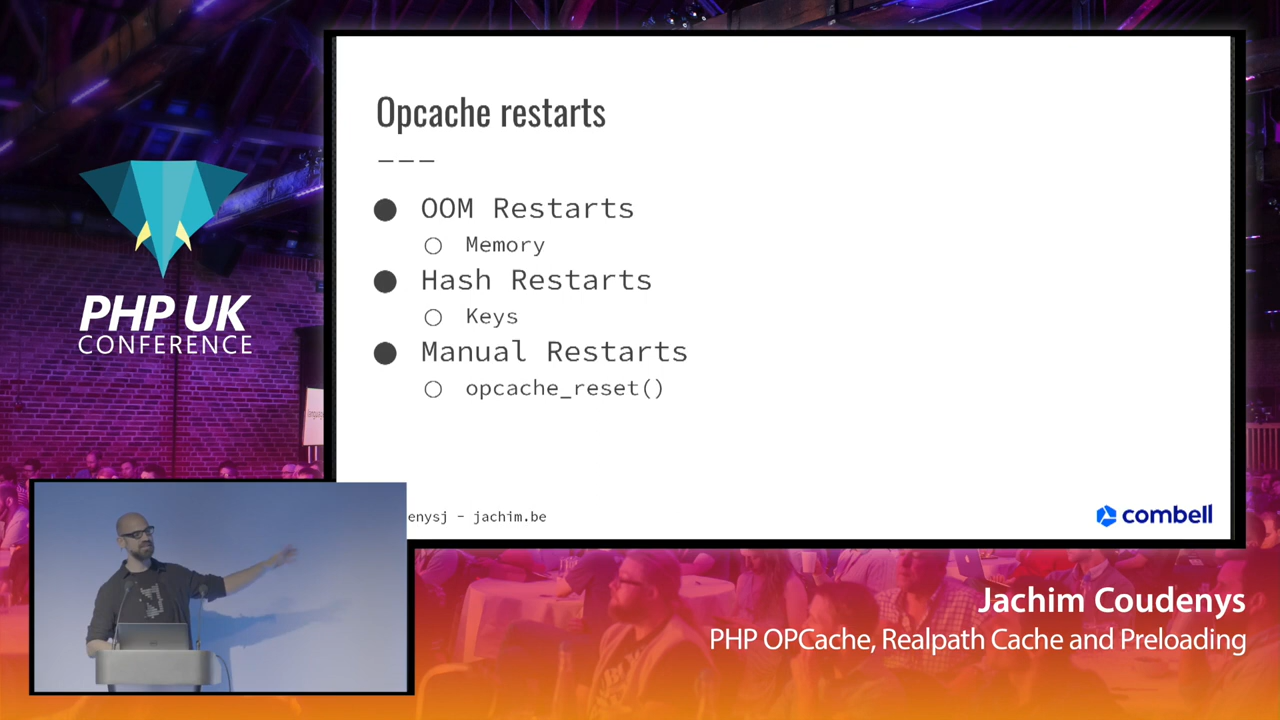 Opcache restarts
OOM Restarts
Memory
Hash Restarts
Keys
Manual Restarts
opcache_reset()
enysj - jachim.be
combell
PHP UK
CONFERENCE
Jachim Coudenys
PHP OPCache, Realpath Cache and Preloading